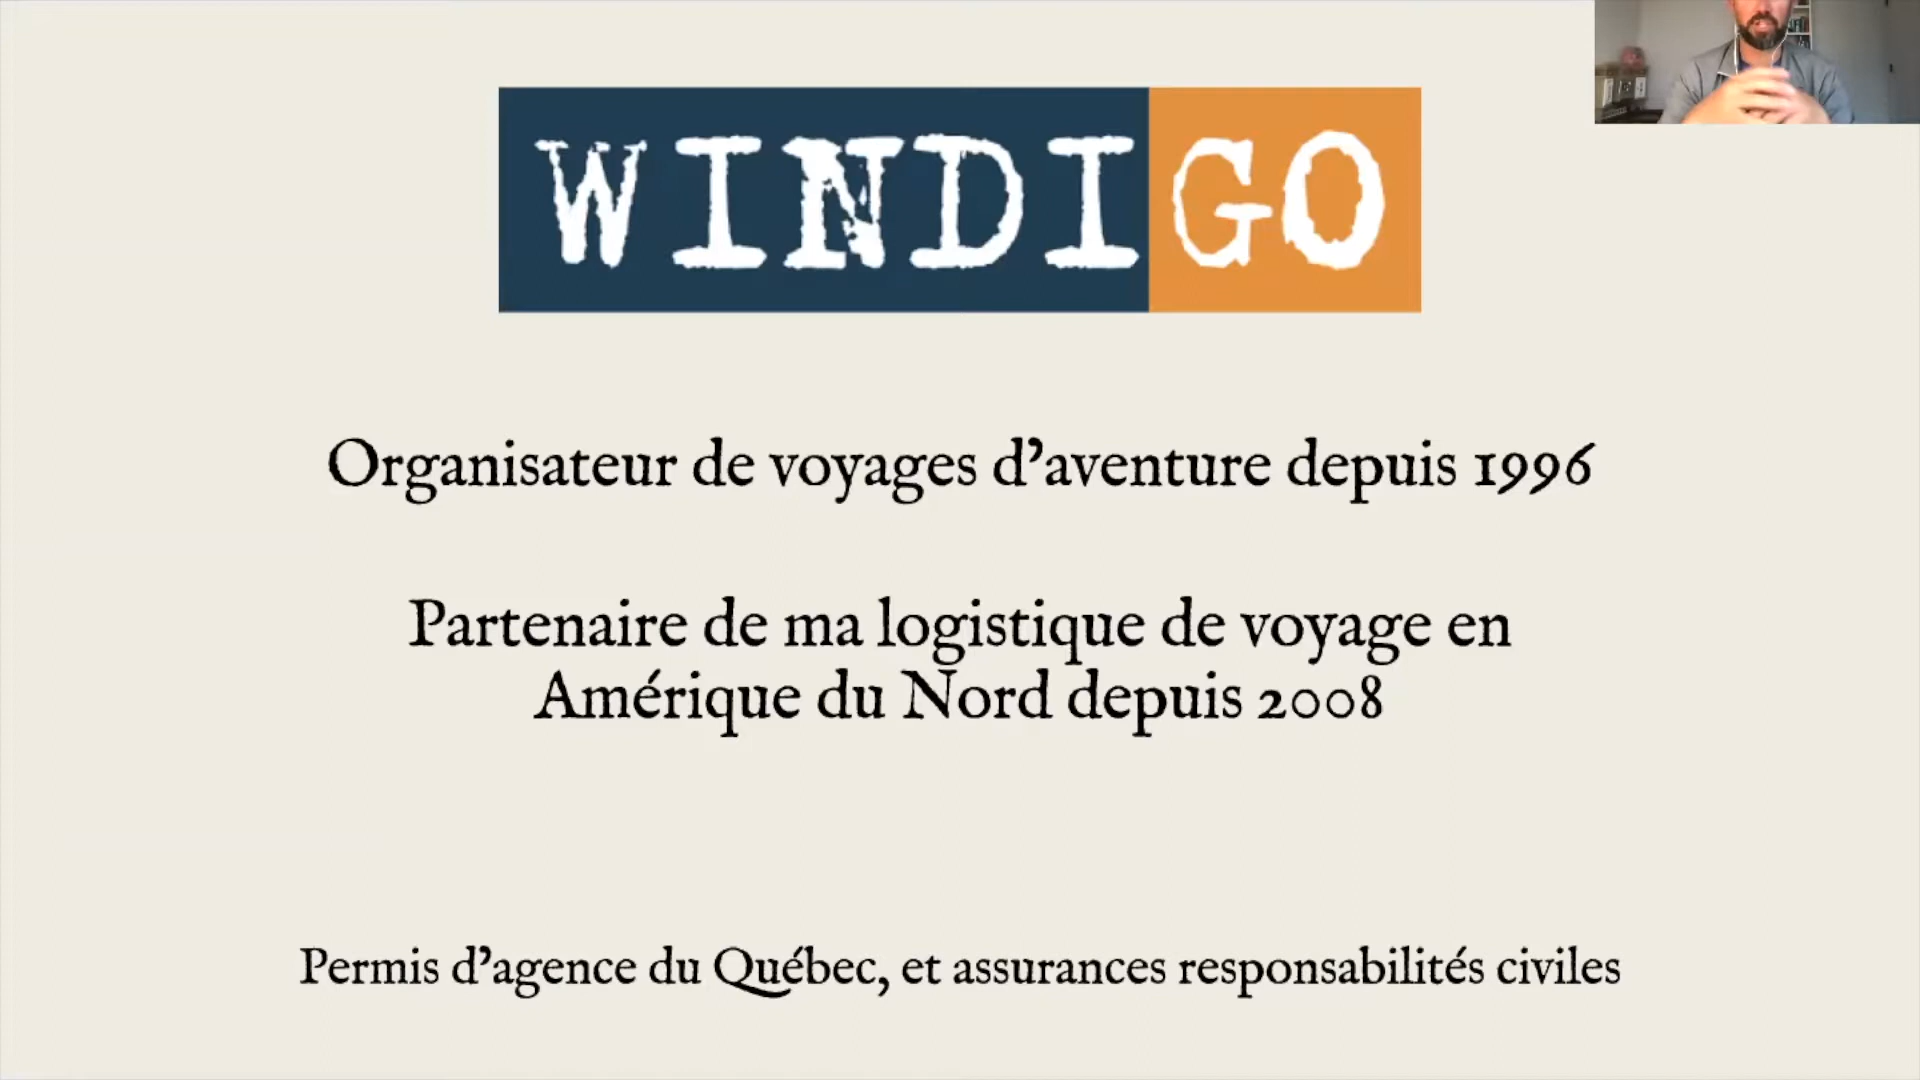 WINDIGO
Organisateur de voyages d’aventure depuis 1996
Partenaire de ma logistique de voyage en
Amérique du Nord depuis 2008
Permis d’agence du Québec, et assurances responsabilités civiles